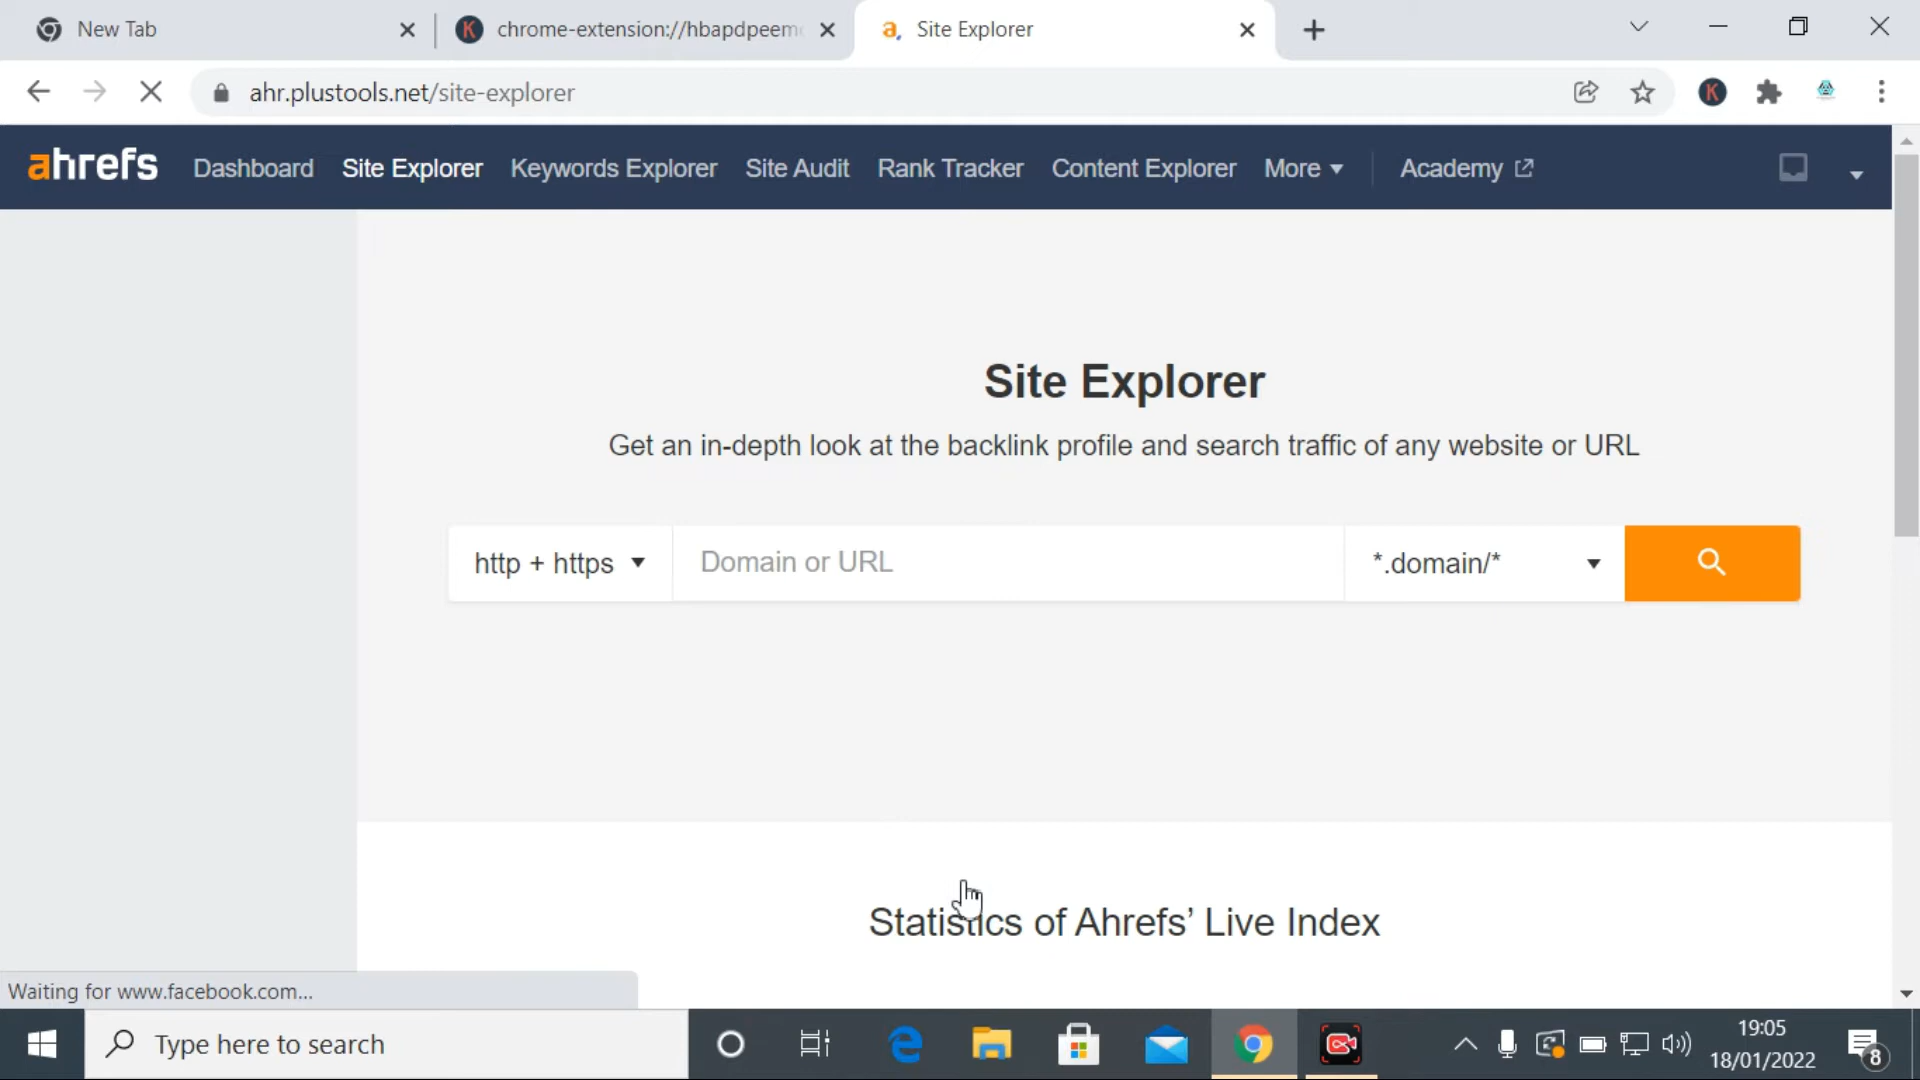 New Tab
chrome-extension://hbapdpeem
Site Explorer
ahr.plustools.net/site-explorer
K
ahrefs
Dashboard
Site Explorer
Keywords Explorer
Site Audit
Rank Tracker
Content Explorer
More
Academy
Site Explorer
Get an in-depth look at the backlink profile and search traffic of any website or URL
http + https
Domain or URL
*.domain/*
Statistics of Ahrefs’ Live Index
Waiting for www.facebook.com...
Type here to search
19:05
18/01/2022
8